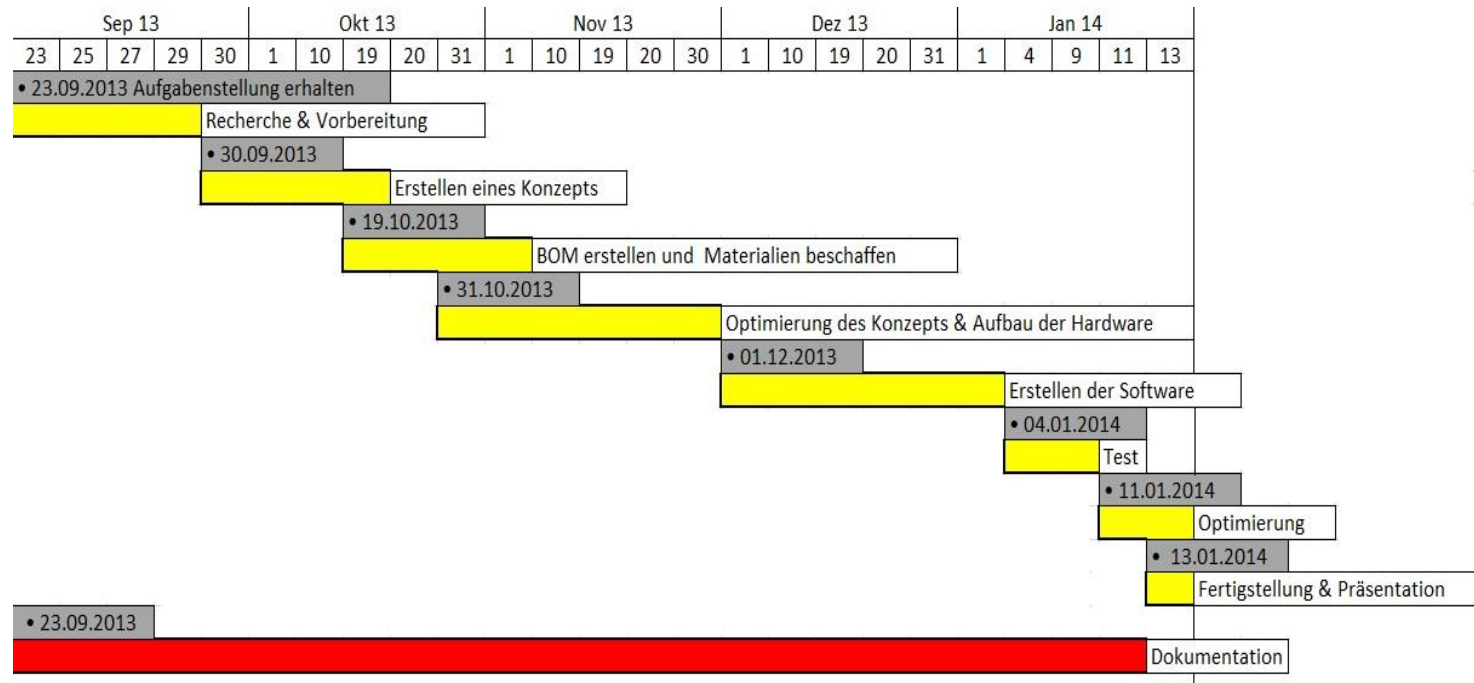 Sep 13 Okt 13 Nov 13 Dez 13 Jan 14
23 25 27 29 30 1 10 19 20 31 1 10 19 20 30 1 10 19 20 31 1 4 9 11 13
• 23.09.2013 Aufgabenstellung erhalten
Recherche & Vorbereitung
• 30.09.2013
Erstellen eines Konzepts
• 19.10.2013
BOM erstellen und Materialien beschaffen
• 31.10.2013
Optimierung des Konzepts & Aufbau der Hardware
• 01.12.2013
Erstellen der Software
• 04.01.2014
Test
• 11.01.2014
Optimierung
• 13.01.2014
Fertigstellung & Präsentation
• 23.09.2013
Dokumentation